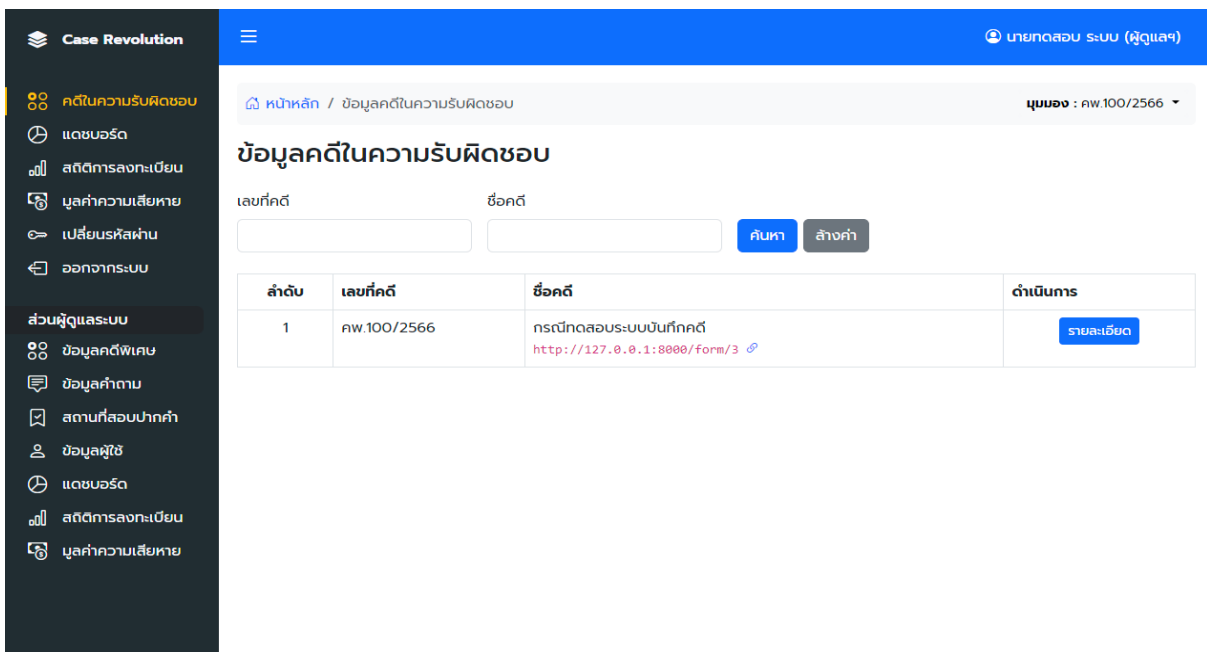 Case Revolution
นายทดสอบ ระบบ (ผู้ดูแลฯ)
คดีในความรับผิดชอบ
แดชบอร์ด
สถิติการลงทะเบียน
มูลค่าความเสียหาย
เปลี่ยนรหัสผ่าน
ออกจากระบบ
ส่วนผู้ดูแลระบบ
ข้อมูลคดีพิเศษ
ข้อมูลคำถาม
สถานที่สอบปากคำ
ข้อมูลผู้ใช้
แดชบอร์ด
สถิติการลงทะเบียน
มูลค่าความเสียหาย
หน้าหลัก / ข้อมูลคดีในความรับผิดชอบ
มุมมอง : คพ.100/2566
ข้อมูลคดีในความรับผิดชอบ
เลขที่คดี ชื่อคดี
ค้นหา ล้างค่า
ลำดับ เลขที่คดี ชื่อคดี ดำเนินการ
1 คพ.100/2566 กรณีทดสอบระบบบันทึกคดี รายละเอียด
http://127.0.0.1:8000/form/3